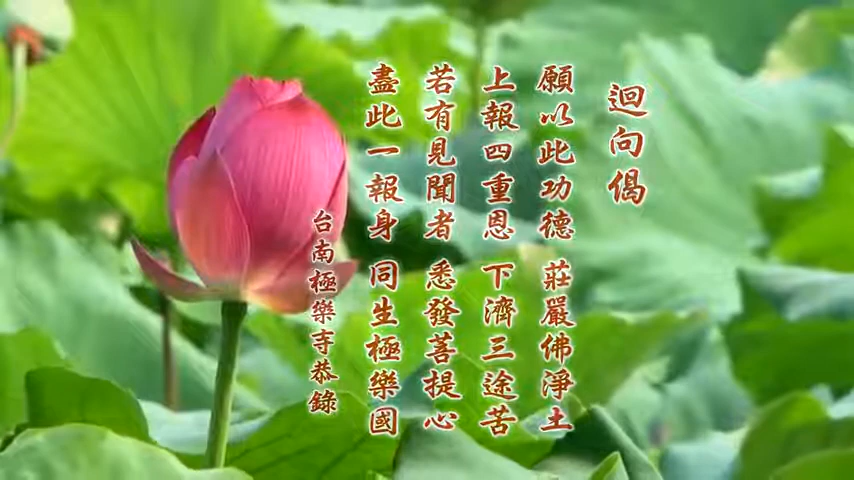 迴向偈
願以此功德 莊嚴佛淨土
上報四重恩 下濟三途苦
若有見聞者 悉發菩提心
盡此一報身 同生極樂國
台南極樂寺恭錄